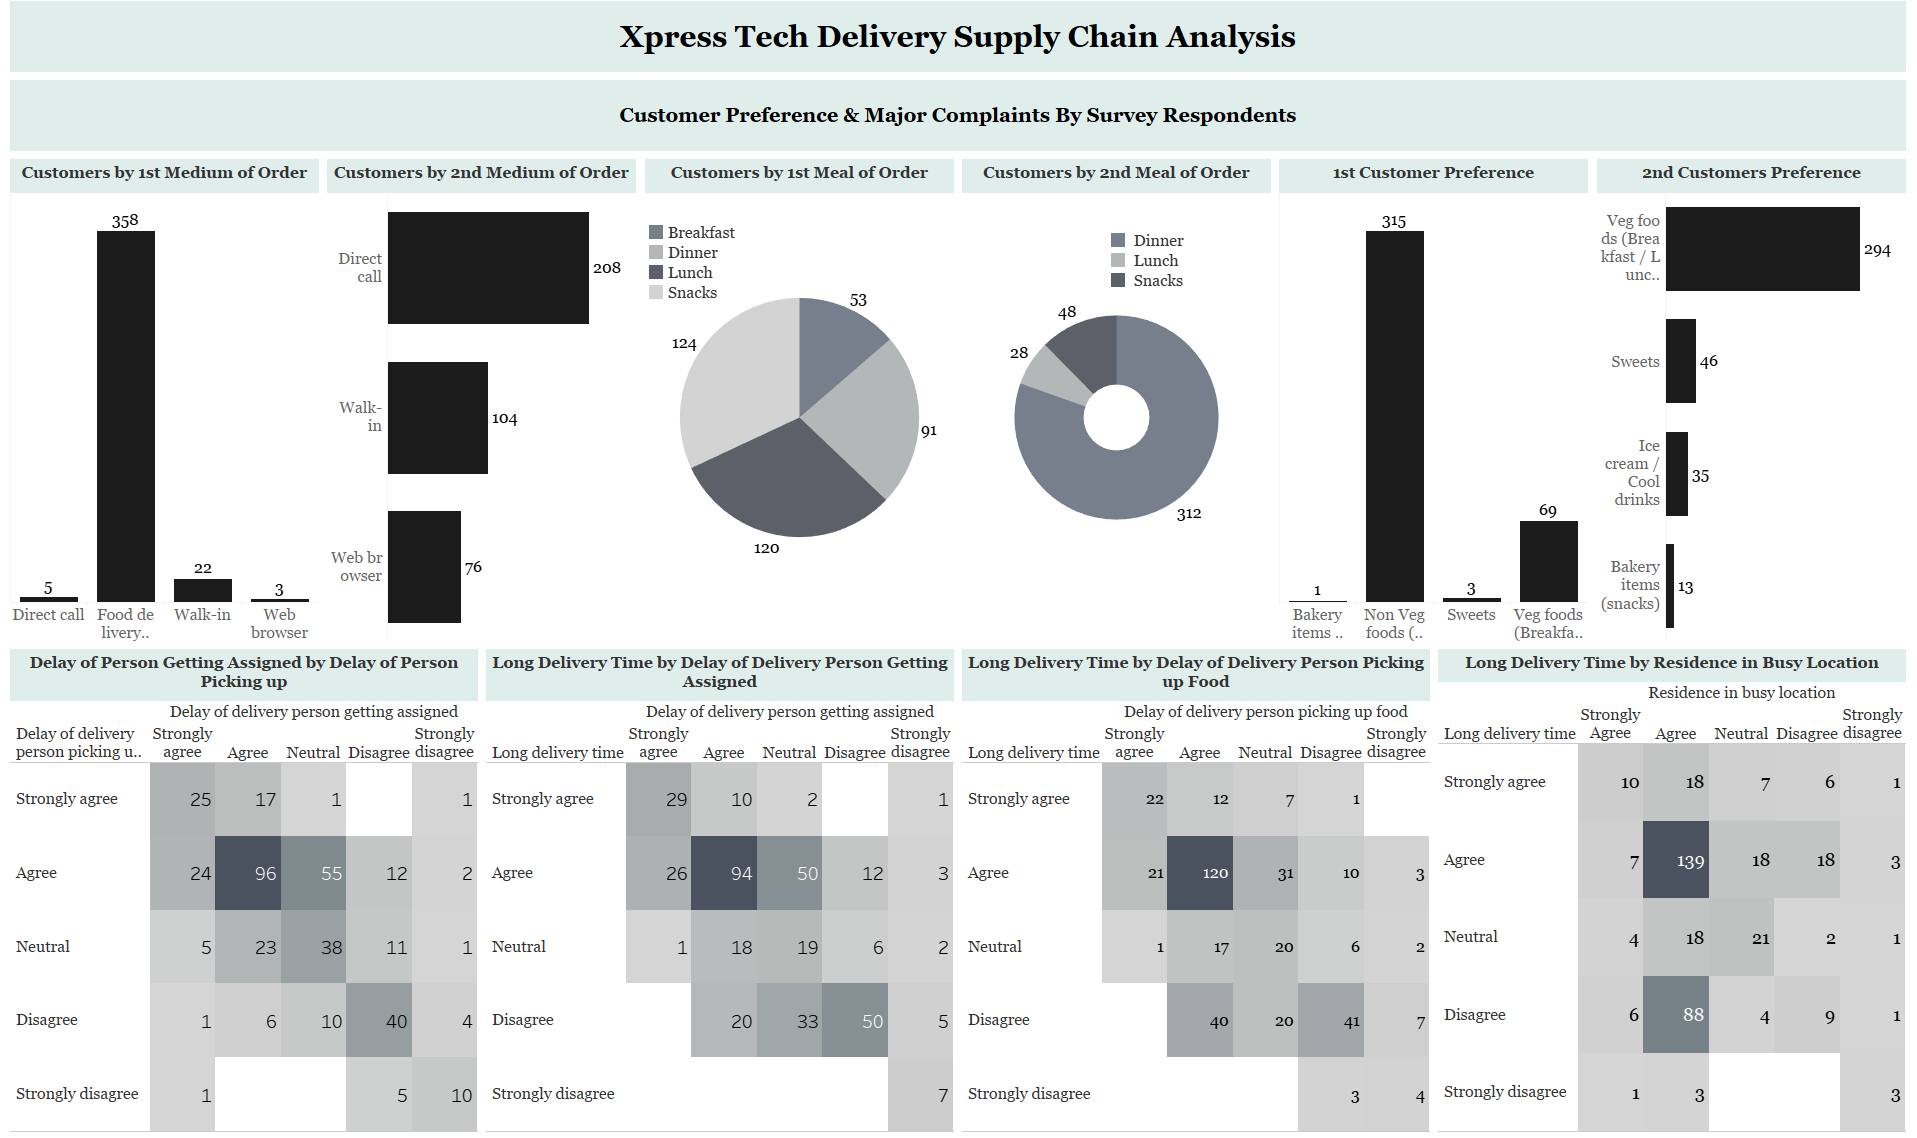 Xpress Tech Delivery Supply Chain Analysis
Customer Preference & Major Complaints By Survey Respondents
Customers by 1st Medium of Order
358
5
22
3
Direct call
Food de
livery..
Walk-in
Web
browser
Customers by 2nd Medium of Order
Direct
call
208
Walk-
in
104
Web br
owser
76
Customers by 1st Meal of Order
Breakfast
Dinner
Lunch
Snacks
53
124
91
120
Customers by 2nd Meal of Order
Dinner
Lunch
Snacks
48
28
312
1st Customer Preference
315
69
1
3
Bakery
items ..
Non Veg
foods (..
Sweets
Veg foods
(Breakfa..
2nd Customers Preference
Veg foo
ds (Brea
kfast / L
unc..
294
Sweets
46
Ice
cream /
Cool
drinks
35
Bakery
items
(snacks)
13
Delay of Person Getting Assigned by Delay of Person
Picking up
Delay of delivery person getting assigned
Delay of delivery
person picking u..
Strongly
agree
Agree
Neutral
Disagree
Strongly
disagree
Strongly agree 25 17 1 1
Agree 24 96 55 12 2
Neutral 5 23 38 11 1
Disagree 1 6 10 40 4
Strongly disagree 1 5 10
Long Delivery Time by Delay of Delivery Person Getting
Assigned
Delay of delivery person getting assigned
Long delivery time
Strongly
agree
Agree
Neutral
Disagree
Strongly
disagree
Strongly agree 29 10 2 1
Agree 26 94 50 12 3
Neutral 1 18 19 6 2
Disagree 20 33 50 5
Strongly disagree 7
Long Delivery Time by Delay of Delivery Person Picking
up Food
Delay of delivery person picking up food
Long delivery time
Strongly
agree
Agree
Neutral
Disagree
Strongly
disagree
Strongly agree 22 12 7 1
Agree 21 120 31 10 3
Neutral 1 17 20 6 2
Disagree 40 20 41 7
Strongly disagree 3 4
Long Delivery Time by Residence in Busy Location
Residence in busy location
Long delivery time
Strongly
Agree
Agree
Neutral
Disagree
Strongly
disagree
Strongly agree 10 18 7 6 1
Agree 7 139 18 18 3
Neutral 4 18 21 2 1
Disagree 6 88 4 9 1
Strongly disagree 1 3 3